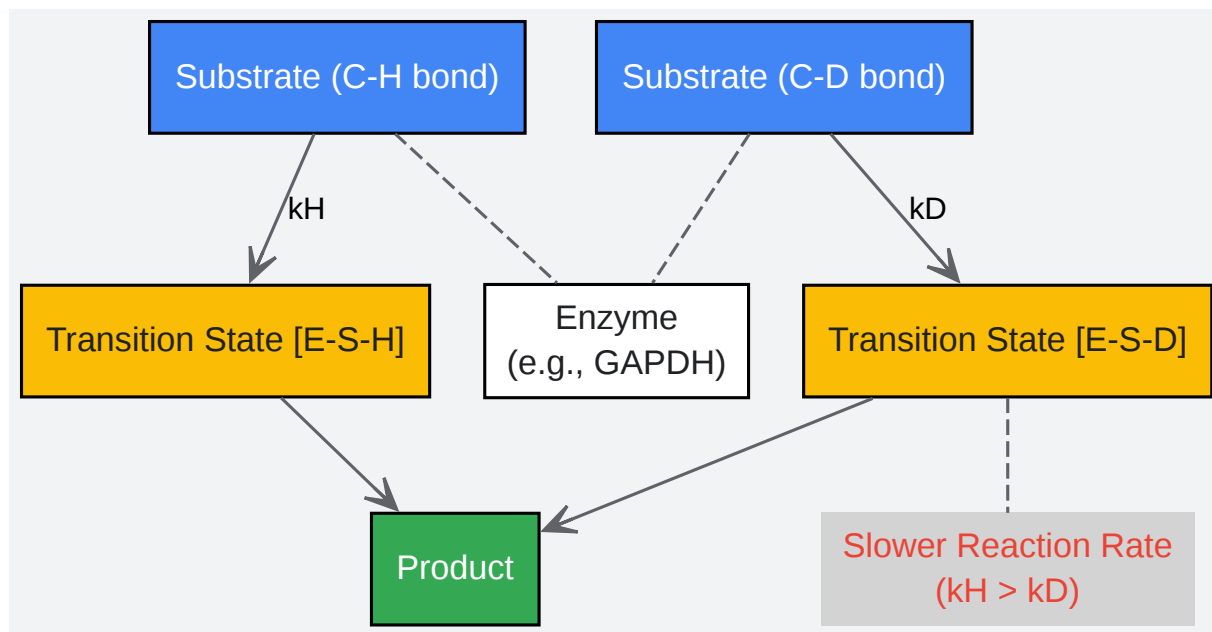 Substrate (C-H bond)
Substrate (C-D bond)
kH
kD
Transition State [E-S-H]
Enzyme
(e.g., GAPDH)
Transition State [E-S-D]
Product
Slower Reaction Rate
(kH > kD)